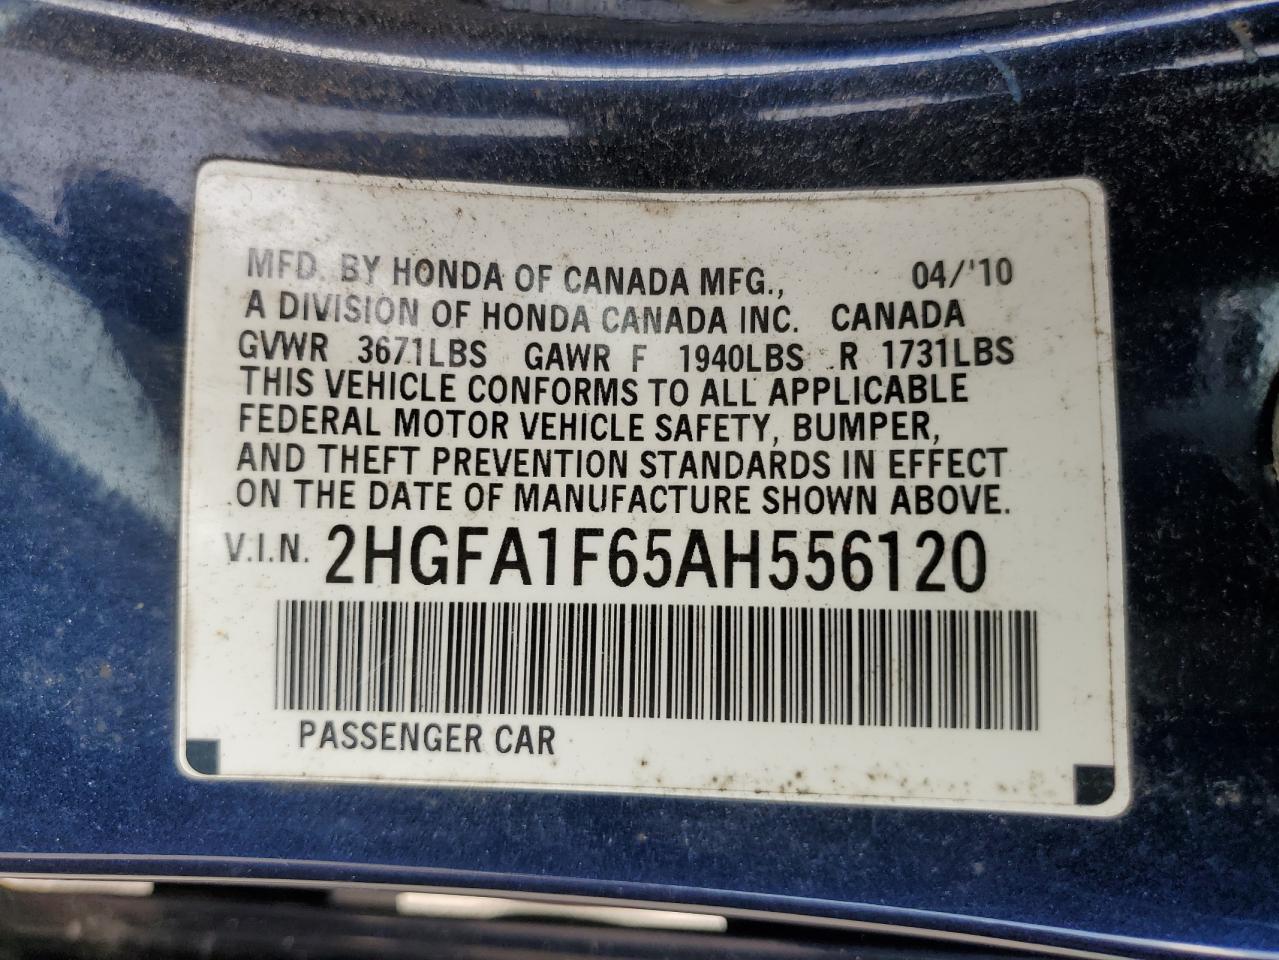 MFD. BY HONDA OF CANADA MFG., 04/'10
A DIVISION OF HONDA CANADA INC. CANADA
GVWR 3671LBS GAWR F 1940LBS R 1731LBS
THIS VEHICLE CONFORMS TO ALL APPLICABLE
FEDERAL MOTOR VEHICLE SAFETY, BUMPER,
AND THEFT PREVENTION STANDARDS IN EFFECT
ON THE DATE OF MANUFACTURE SHOWN ABOVE.
V.I.N. 2HGFA1F65AH556120
PASSENGER CAR